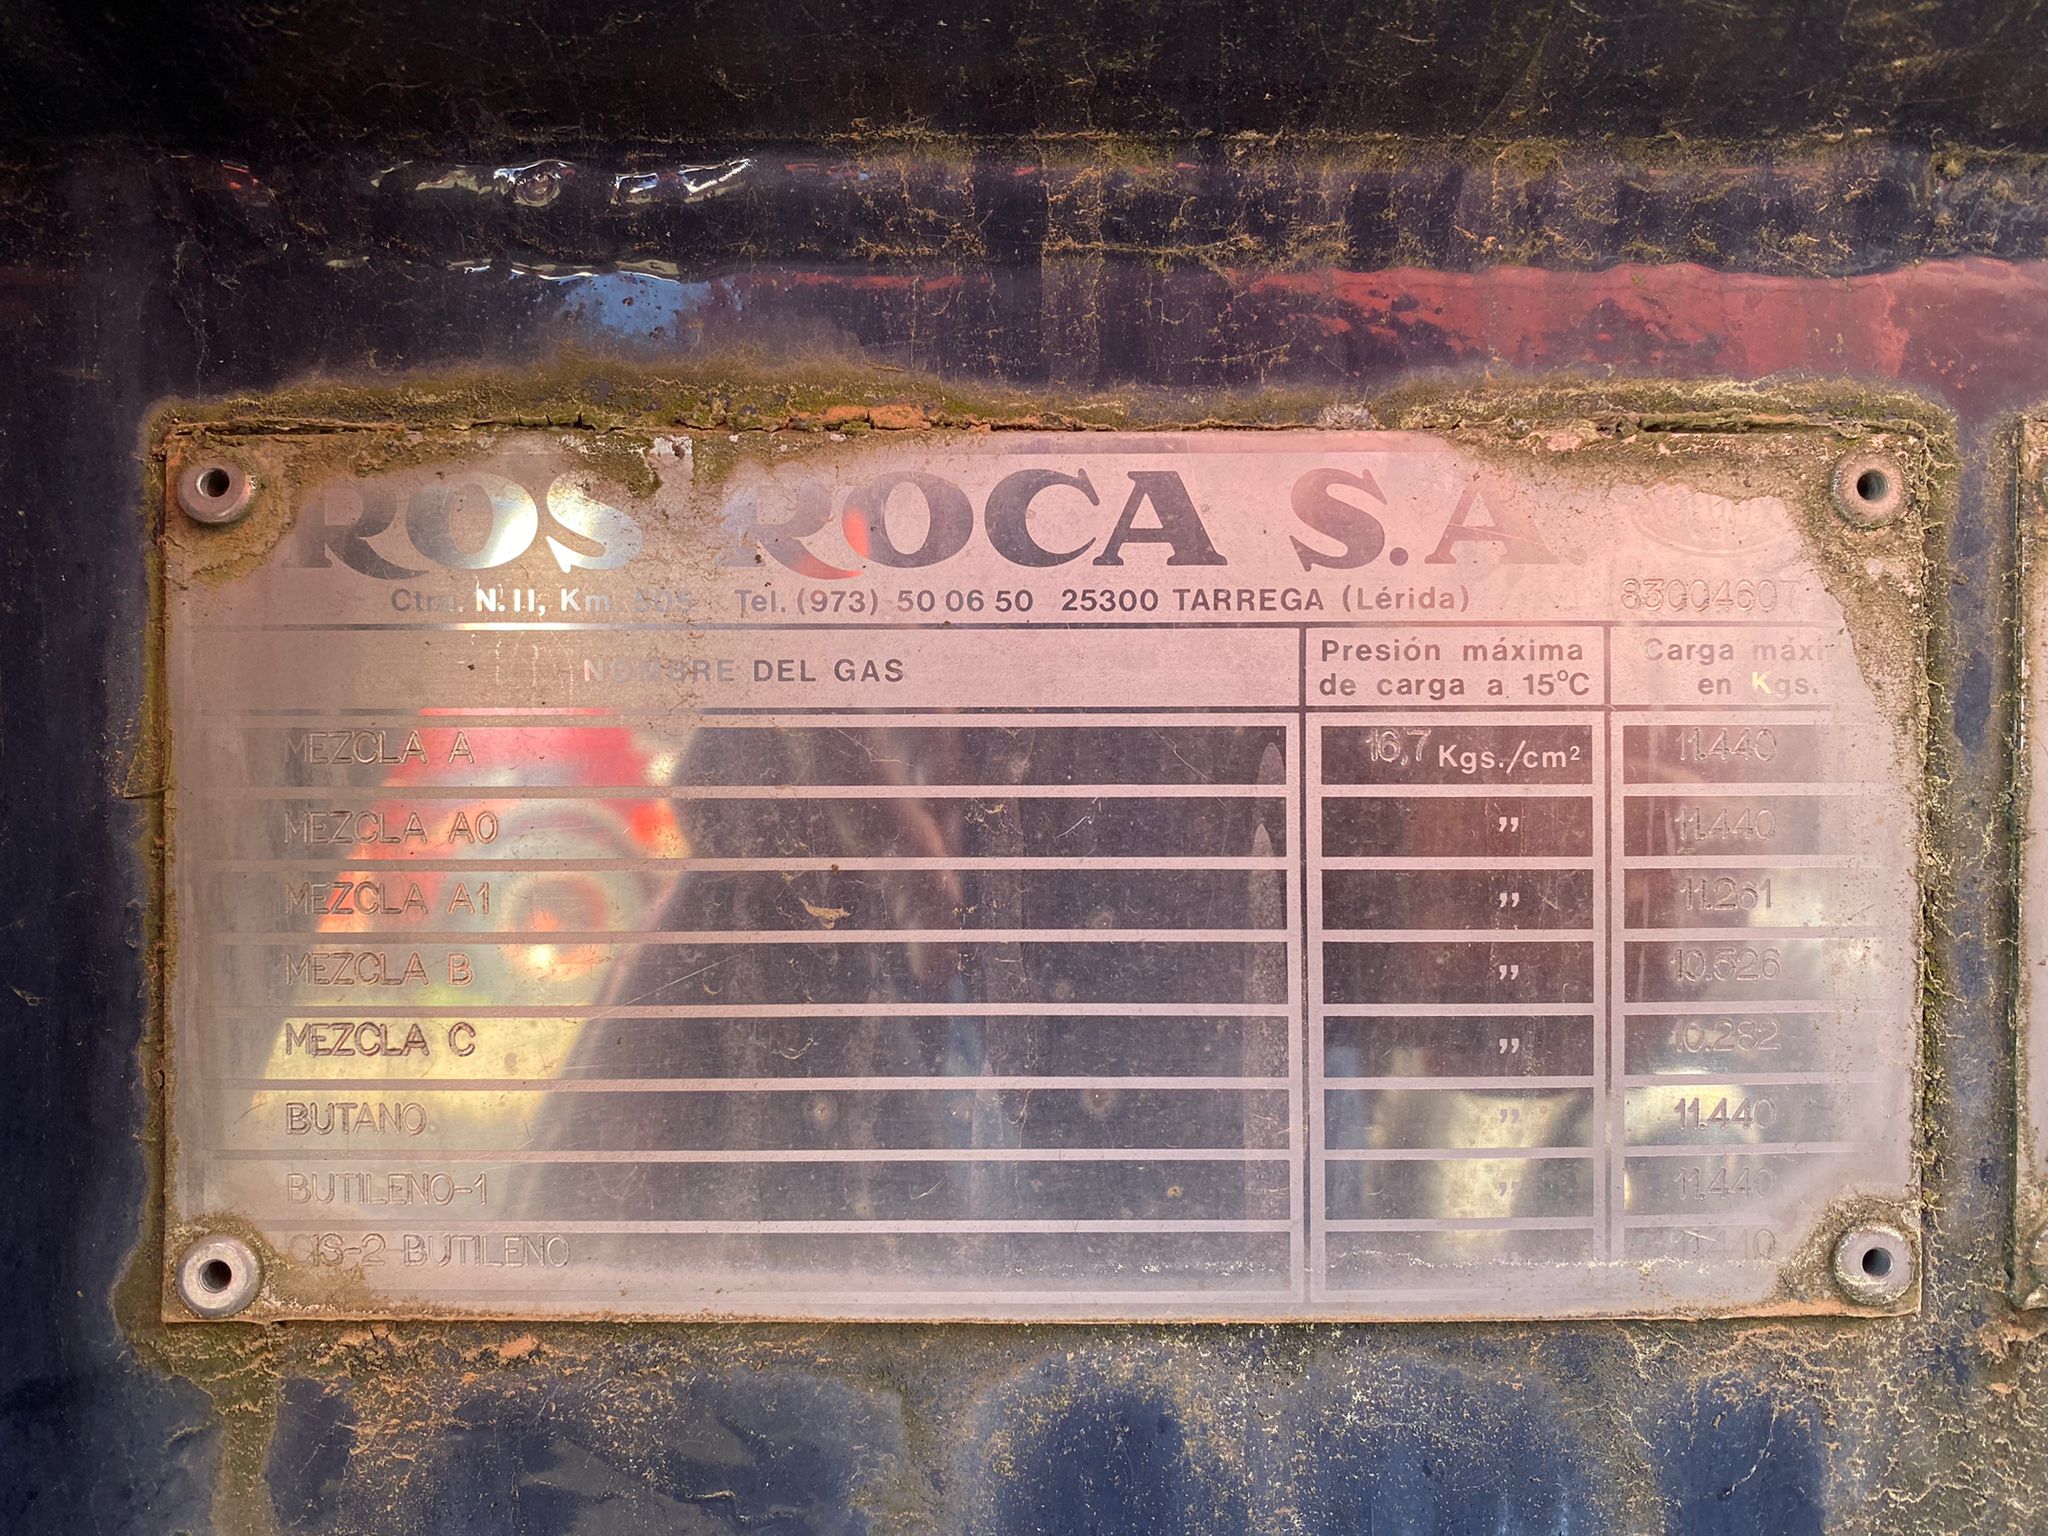 ROS ROCA S.A.
Ctra. N.II, Km. 505 Tel. (973) 50 06 50 25300 TARREGA (Lérida) 83004607
NOMBRE DEL GAS Presión máxima de carga a 15°C Carga máxi en Kgs.
MEZCLA A 16,7 Kgs./cm² 11.440
MEZCLA A0 " 11.440
MEZCLA A1 " 11.261
MEZCLA B " 10.526
MEZCLA C " 10.282
BUTANO " 11.440
BUTILENO-1 " 11.440
CIS-2 BUTILENO 11.440